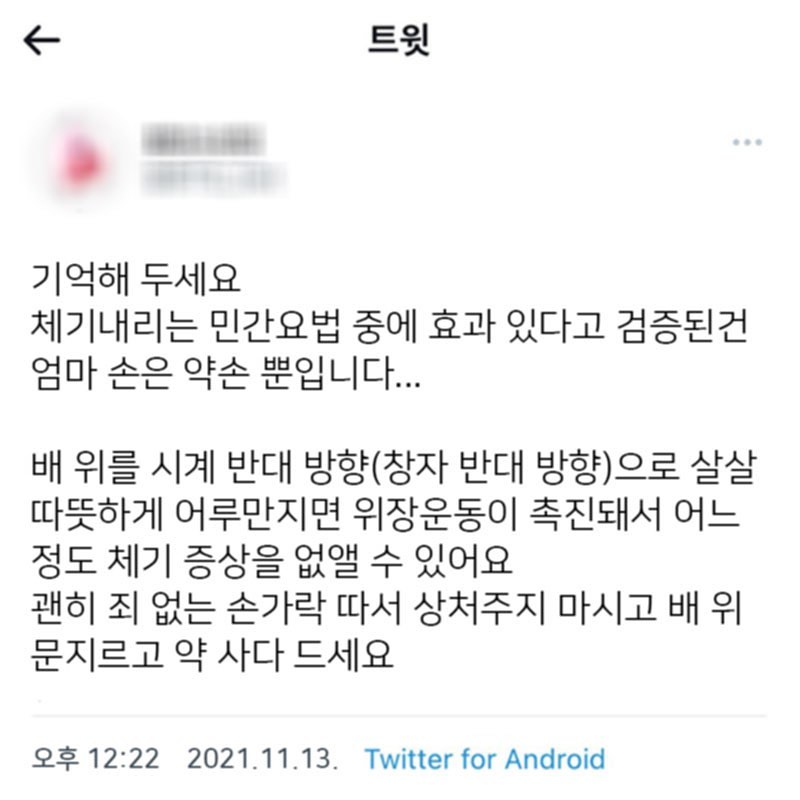 트윗
기억해 두세요
체기내리는 민간요법 중에 효과 있다고 검증된건
엄마 손은 약손 뿐입니다...
배 위를 시계 반대 방향(창자 반대 방향)으로 살살
따뜻하게 어루만지면 위장운동이 촉진돼서 어느
정도 체기 증상을 없앨 수 있어요
괜히 죄 없는 손가락 따서 상처주지 마시고 배 위
문지르고 약 사다 드세요
오후 12:22 2021.11.13. Twitter for Android